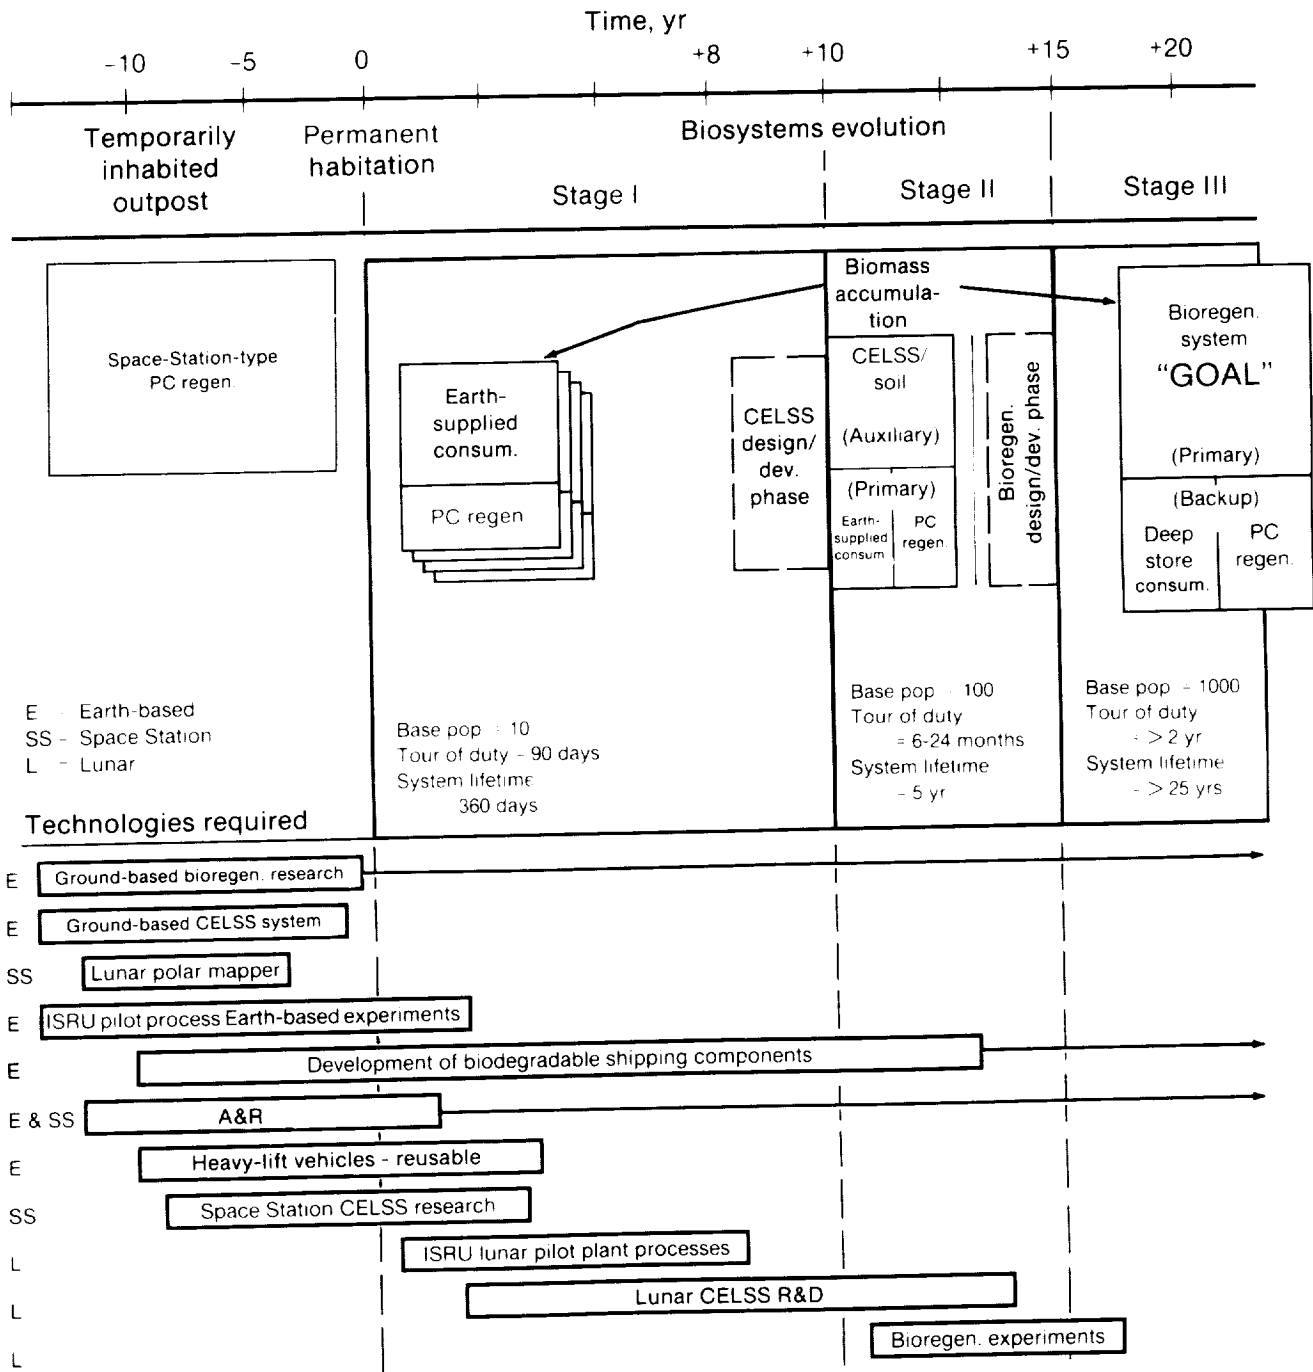 Time, yr
-10 -5 0 +8 +10 +15 +20
Temporarily
inhabited
outpost
Permanent
habitation
Biosystems evolution
Stage I
Stage II
Stage III
Space-Station-type
PC regen.
Earth-
supplied
consum.
PC regen
CELSS
design/
dev.
phase
Biomass
accumula-
tion
CELSS/
soil
(Auxiliary)
(Primary)
Earth-
supplied
consum
PC
regen.
Bioregen.
design/dev. phase
Bioregen.
system
“GOAL”
(Primary)
(Backup)
Deep
store
consum.
PC
regen.
E - Earth-based
SS - Space Station
L - Lunar
Base pop = 10
Tour of duty - 90 days
System lifetime
360 days
Base pop = 100
Tour of duty
= 6-24 months
System lifetime
- 5 yr
Base pop = 1000
Tour of duty
- > 2 yr
System lifetime
- > 25 yrs
Technologies required
E Ground-based bioregen. research
E Ground-based CELSS system
SS Lunar polar mapper
E ISRU pilot process Earth-based experiments
E Development of biodegradable shipping components
E & SS A&R
E Heavy-lift vehicles - reusable
SS Space Station CELSS research
L ISRU lunar pilot plant processes
L Lunar CELSS R&D
L Bioregen. experiments